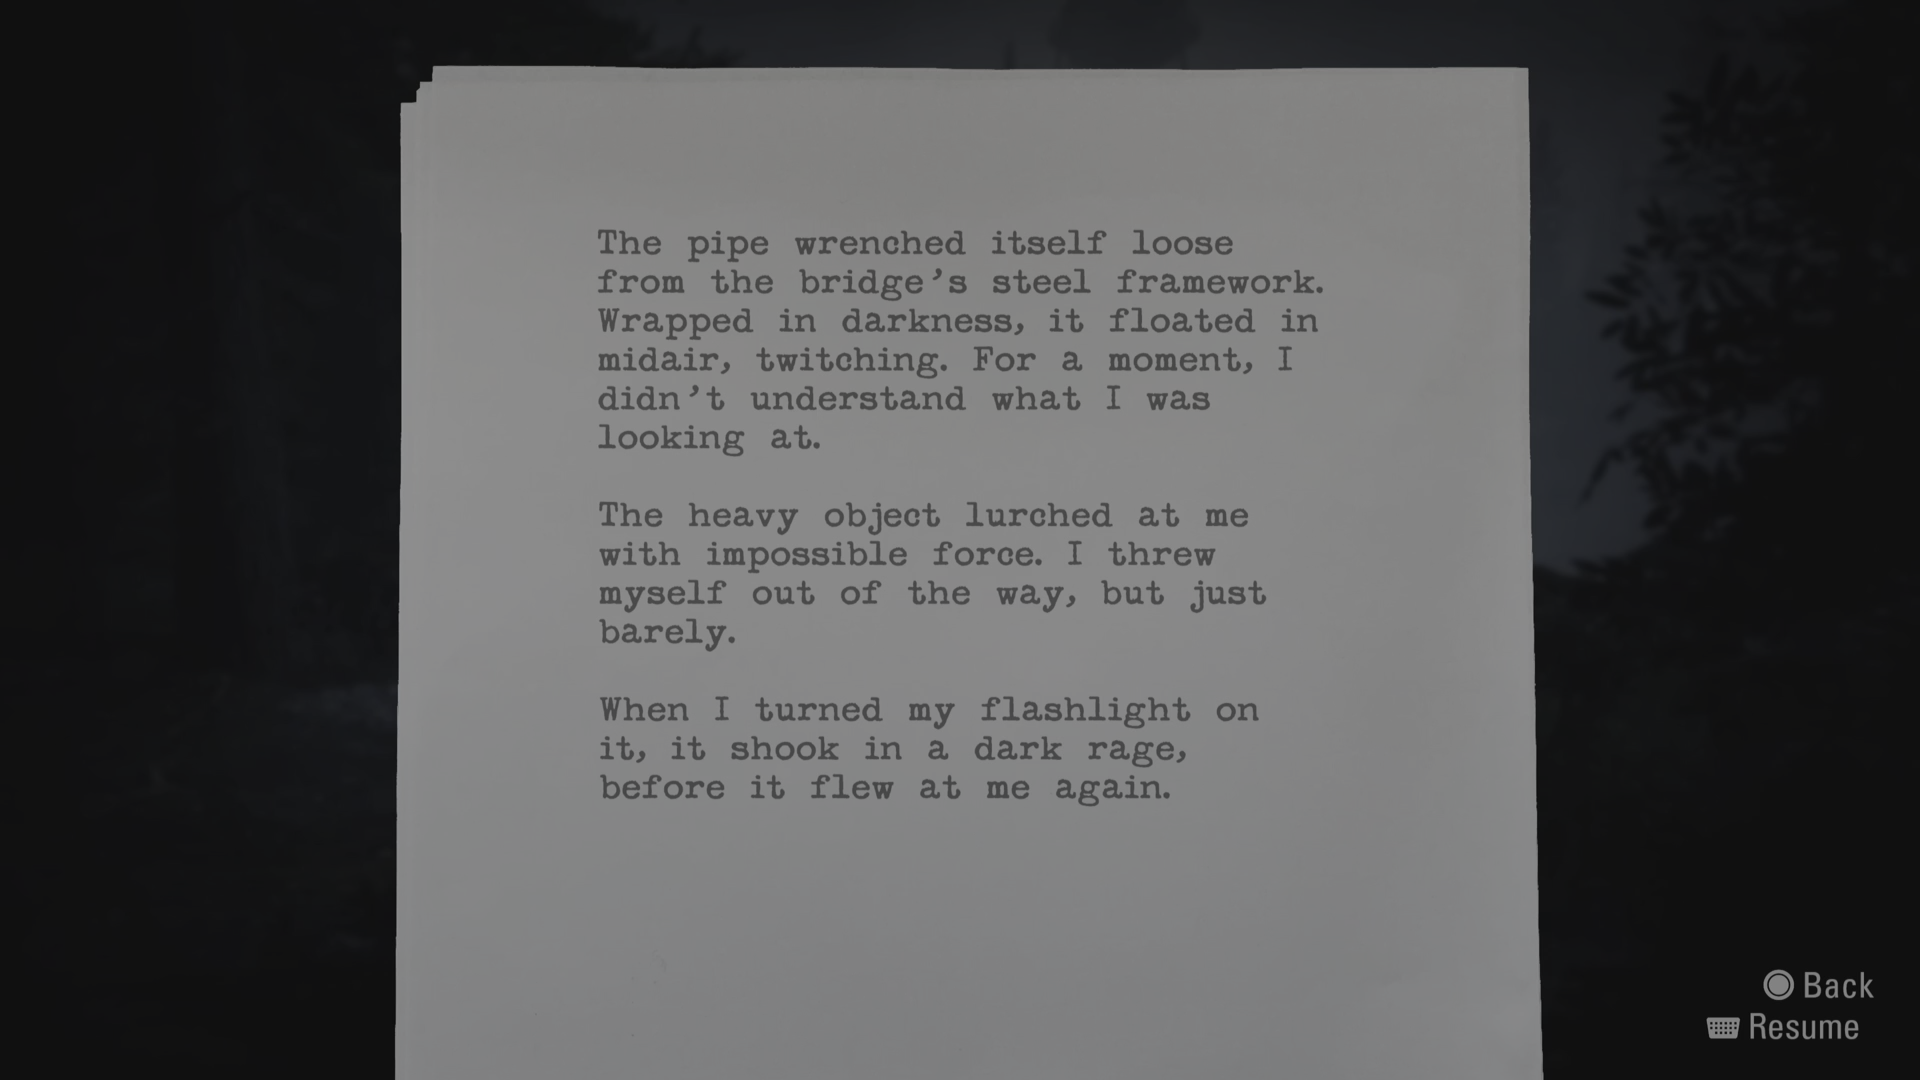 The pipe wrenched itself loose
from the bridge’s steel framework.
Wrapped in darkness, it floated in
midair, twitching. For a moment, I
didn’t understand what I was
looking at.
The heavy object lurched at me
with impossible force. I threw
myself out of the way, but just
barely.
When I turned my flashlight on
it, it shook in a dark rage,
before it flew at me again.
Back
Resume